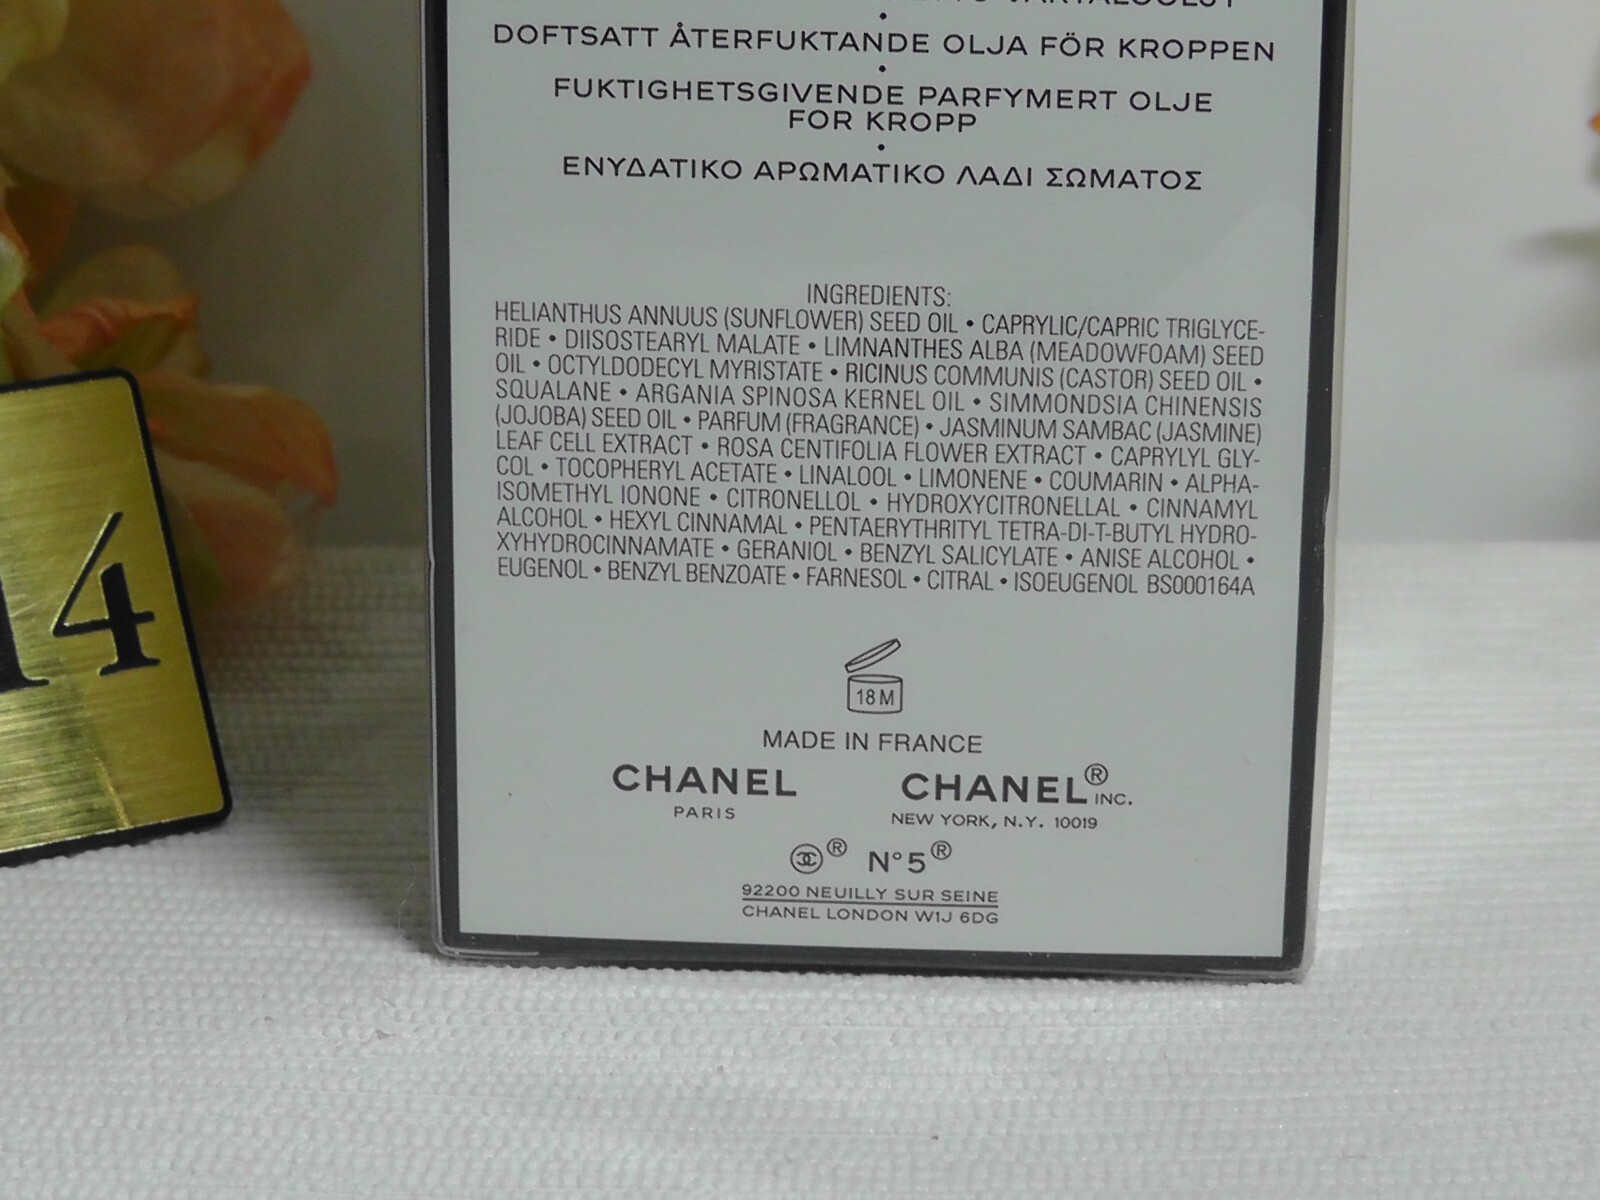 DOFTSATT ÅTERFUKTANDE OLJA FÖR KROPPEN
•
FUKTIGHETSGIVENDE PARFYMERT OLJE
FOR KROPP
•
ΕΝΥΔΑΤΙΚΟ ΑΡΩΜΑΤΙΚΟ ΛΑΔΙ ΣΩΜΑΤΟΣ
INGREDIENTS:
HELIANTHUS ANNUUS (SUNFLOWER) SEED OIL • CAPRYLIC/CAPRIC TRIGLYCE-
RIDE • DIISOSTEARYL MALATE • LIMNANTHES ALBA (MEADOWFOAM) SEED
OIL • OCTYLDODECYL MYRISTATE • RICINUS COMMUNIS (CASTOR) SEED OIL •
SQUALANE • ARGANIA SPINOSA KERNEL OIL • SIMMONDSIA CHINENSIS
(JOJOBA) SEED OIL • PARFUM (FRAGRANCE) • JASMINUM SAMBAC (JASMINE)
LEAF CELL EXTRACT • ROSA CENTIFOLIA FLOWER EXTRACT • CAPRYLYL GLY-
COL • TOCOPHERYL ACETATE • LINALOOL • LIMONENE • COUMARIN • ALPHA-
ISOMETHYL IONONE • CITRONELLOL • HYDROXYCITRONELLAL • CINNAMYL
ALCOHOL • HEXYL CINNAMAL • PENTAERYTHRITYL TETRA-DI-T-BUTYL HYDRO-
XYHYDROCINNAMATE • GERANIOL • BENZYL SALICYLATE • ANISE ALCOHOL •
EUGENOL • BENZYL BENZOATE • FARNESOL • CITRAL • ISOEUGENOL BS000164A
18 M
MADE IN FRANCE
CHANEL
PARIS
CHANEL® INC.
NEW YORK, N.Y. 10019
® N°5®
92200 NEUILLY SUR SEINE
CHANEL LONDON W1J 6DG
14